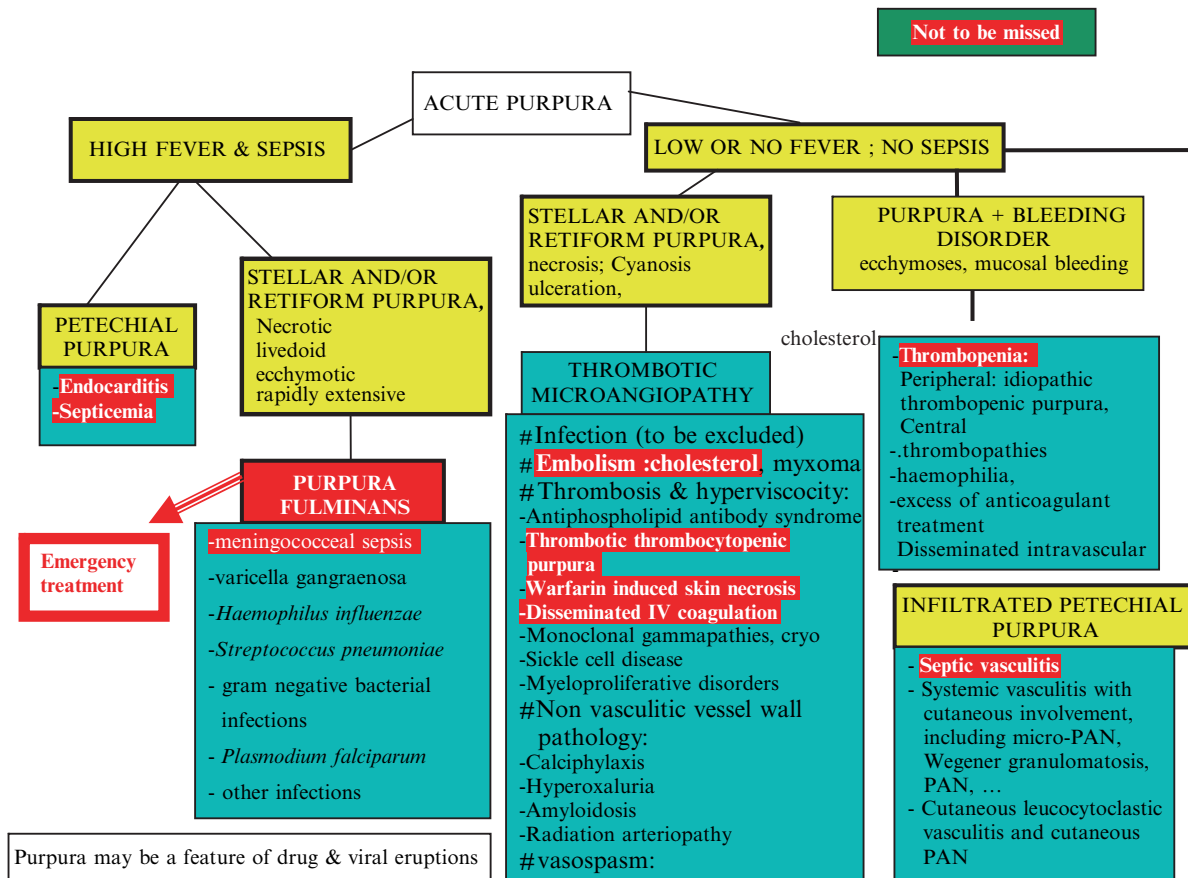 Not to be missed
ACUTE PURPURA
HIGH FEVER & SEPSIS
LOW OR NO FEVER ; NO SEPSIS
PETECHIAL
PURPURA
-Endocarditis
-Septicemia
STELLAR AND/OR
RETIFORM PURPURA,
Necrotic
livedoid
ecchymotic
rapidly extensive
PURPURA
FULMINANS
-meningococceal sepsis
-varicella gangraenosa
-Haemophilus influenzae
-Streptococcus pneumoniae
- gram negative bacterial
infections
-Plasmodium falciparum
- other infections
Emergency
treatment
Purpura may be a feature of drug & viral eruptions
STELLAR AND/OR
RETIFORM PURPURA,
necrosis; Cyanosis
ulceration,
THROMBOTIC
MICROANGIOPATHY
#Infection (to be excluded)
#Embolism :cholesterol, myxoma
#Thrombosis & hyperviscocity:
-Antiphospholipid antibody syndrome
-Thrombotic thrombocytopenic
purpura
-Warfarin induced skin necrosis
-Disseminated IV coagulation
-Monoclonal gammapathies, cryo
-Sickle cell disease
-Myeloproliferative disorders
#Non vasculitic vessel wall
pathology:
-Calciphylaxis
-Hyperoxaluria
-Amyloidosis
-Radiation arteriopathy
#vasospasm:
PURPURA + BLEEDING
DISORDER
ecchymoses, mucosal bleeding
cholesterol
-Thrombopenia:
Peripheral: idiopathic
thrombopenic purpura,
Central
-.thrombopathies
-haemophilia,
-excess of anticoagulant
treatment
Disseminated intravascular
-
INFILTRATED PETECHIAL
PURPURA
- Septic vasculitis
- Systemic vasculitis with
cutaneous involvement,
including micro-PAN,
Wegener granulomatosis,
PAN, …
- Cutaneous leucocytoclastic
vasculitis and cutaneous
PAN